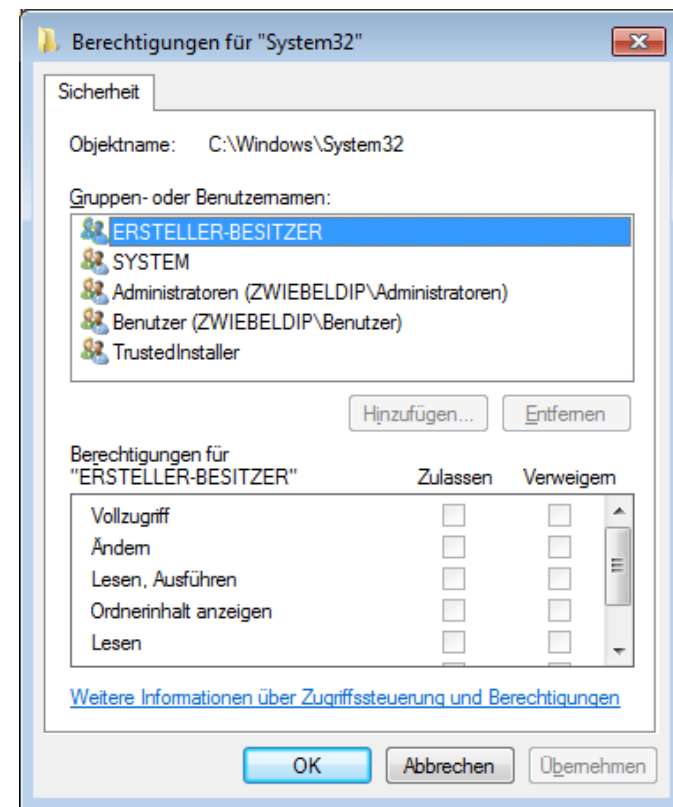 Berechtigungen für "System32"
Sicherheit
Objektname: C:\Windows\System32
Gruppen- oder Benutzernamen:
ERSTELLER-BESITZER
SYSTEM
Administratoren (ZWIEBELDIP\Administratoren)
Benutzer (ZWIEBELDIP\Benutzer)
TrustedInstaller
Hinzufügen... Entfernen
Berechtigungen für
"ERSTELLER-BESITZER" Zulassen Verweigern
Vollzugriff
Ändern
Lesen, Ausführen
Ordnerinhalt anzeigen
Lesen
Weitere Informationen über Zugriffssteuerung und Berechtigungen
OK Abbrechen Übernehmen